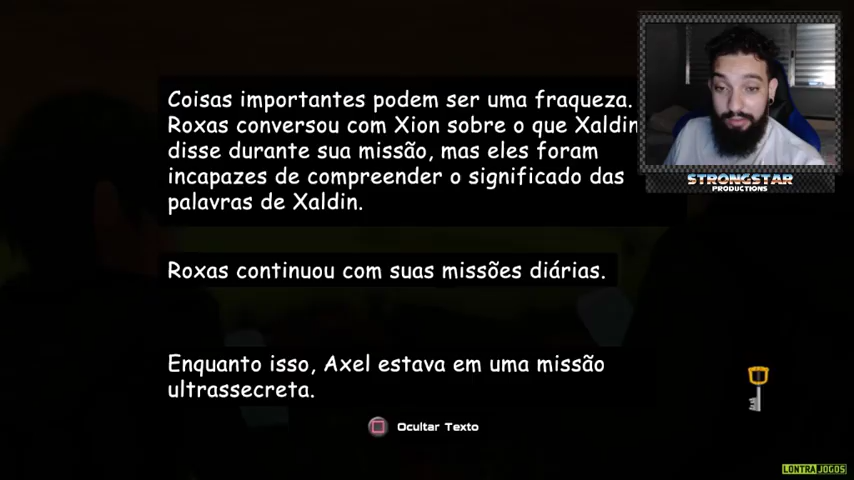 Coisas importantes podem ser uma fraqueza.
Roxas conversou com Xion sobre o que Xaldin
disse durante sua missão, mas eles foram
incapazes de compreender o significado das
palavras de Xaldin.
Roxas continuou com suas missões diárias.
Enquanto isso, Axel estava em uma missão
ultrassecreta.
Ocultar Texto
STRONGSTAR
PRODUCTIONS
LONTRAJOGOS